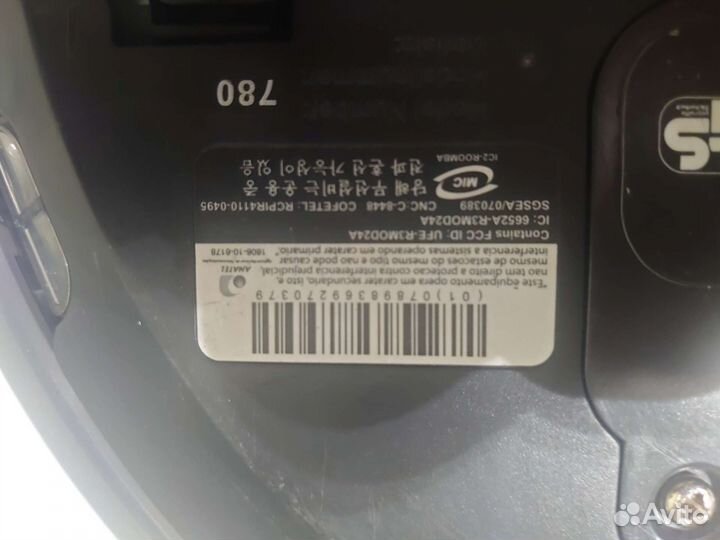 780
IC2-ROOMBA
MIC
당해 무선설비는 운용 중
전파 혼신 가능성이 있음
SGSEA/070389
CNC-C-8448 COFETEL: RCPIR4110-0495
IC: 6652A-R3MOD24A
Contains FCC ID: UFE-R3MOD24A
"Este equipamento opera em carater secundario, isto e,
nao tem direito a protecao contra interferencia prejudicial,
mesmo de estacoes do mesmo tipo e nao pode causar
interferencia a sistemas operando em carater primario."
ANATEL
1806-10-6178
(01)07898369270379
GS
Avito